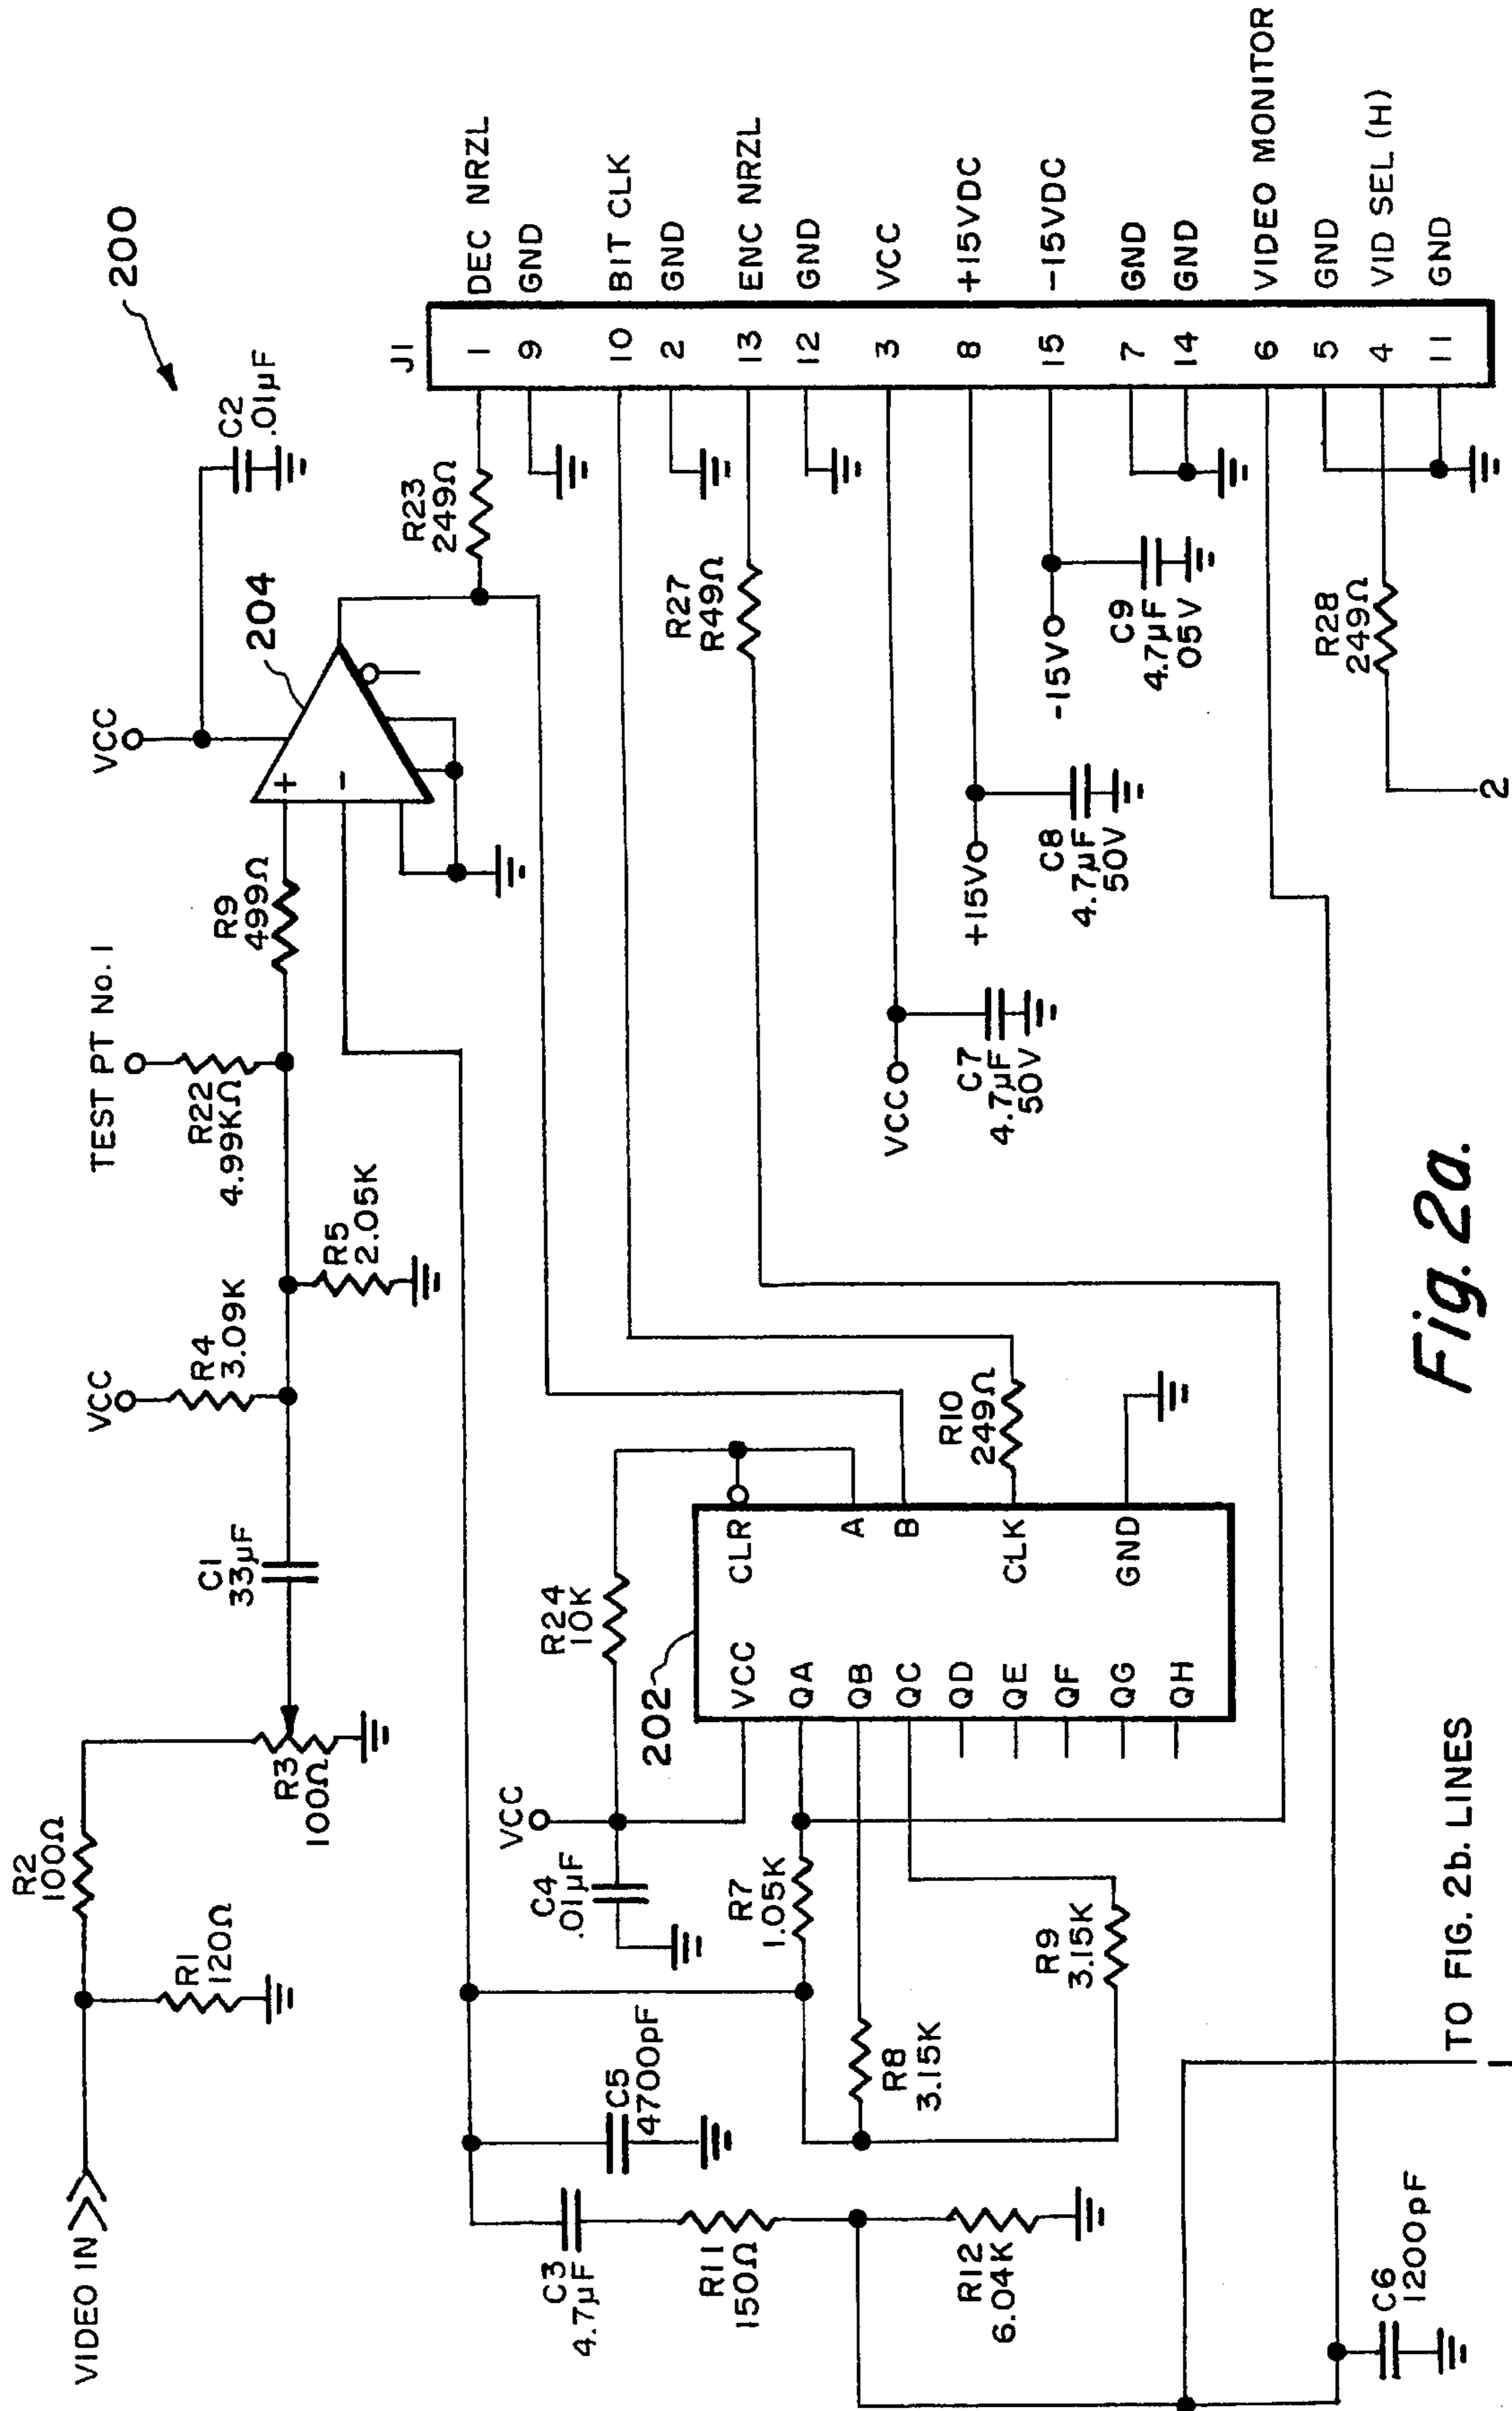 200
VIDEO IN
R1
120Ω
R2
100Ω
R3
100Ω
C1
33µF
VCC
R4
3.09K
R5
2.05K
TEST PT No. 1
R22
4.99KΩ
R9
499Ω
VCC
+
-
204
C2
.01µF
R23
249Ω
J1
1 DEC NRZL
9 GND
10 BIT CLK
2 GND
13 ENC NRZL
12 GND
3 VCC
8 +15VDC
15 -15VDC
7 GND
14 GND
6 VIDEO MONITOR
5 GND
4 VID SEL (H)
11 GND
R27
R49Ω
C3
4.7µF
R11
150Ω
R12
6.04K
C5
4700pF
C4
.01µF
VCC
R24
10K
202
VCC
QA
QB
QC
QD
QE
QF
QG
QH
CLR
A
B
CLK
GND
R7
1.05K
R8
3.15K
R9
3.15K
R10
249Ω
VCC
C7
4.7µF
50V
+15V
C8
4.7µF
50V
-15V
C9
4.7µF
05V
R28
249Ω
C6
1200pF
1
TO FIG. 2b. LINES
2
Fig. 2a.